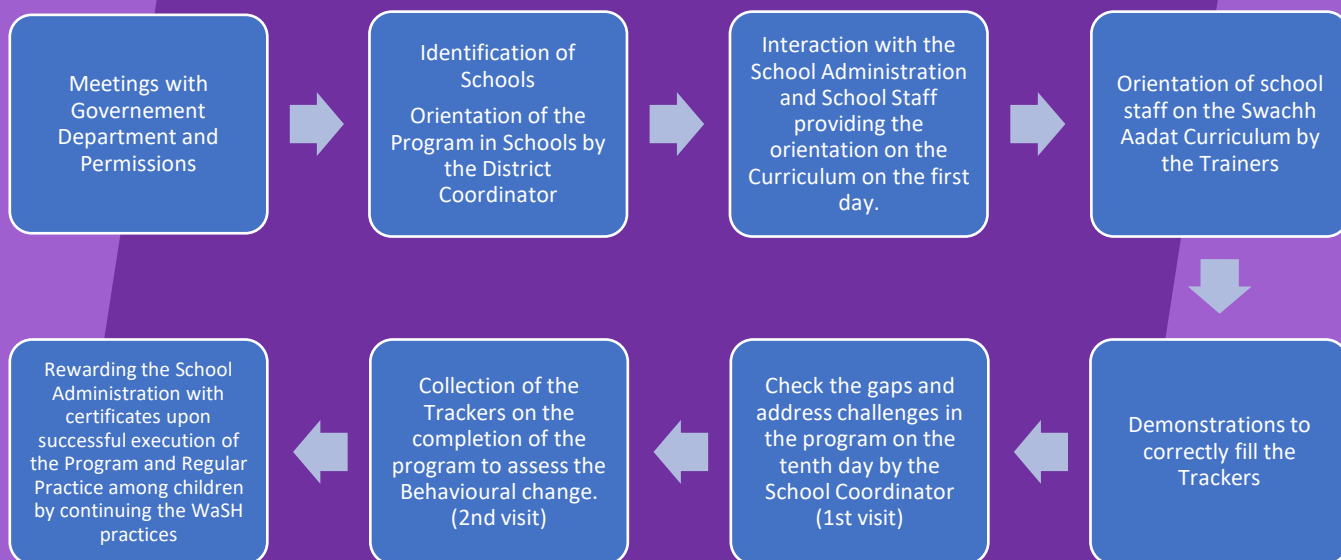 Meetings with
Governement
Department and
Permissions
Identification of
Schools
Orientation of the
Program in Schools by
the District
Coordinator
Interaction with the
School Administration
and School Staff
providing the
orientation on the
Curriculum on the first
day.
Orientation of school
staff on the Swachh
Aadat Curriculum by
the Trainers
Demonstrations to
correctly fill the
Trackers
Check the gaps and
address challenges in
the program on the
tenth day by the
School Coordinator
(1st visit)
Collection of the
Trackers on the
completion of the
program to assess the
Behavioural change.
(2nd visit)
Rewarding the School
Administration with
certificates upon
successful execution of
the Program and Regular
Practice among children
by continuing the WaSH
practices